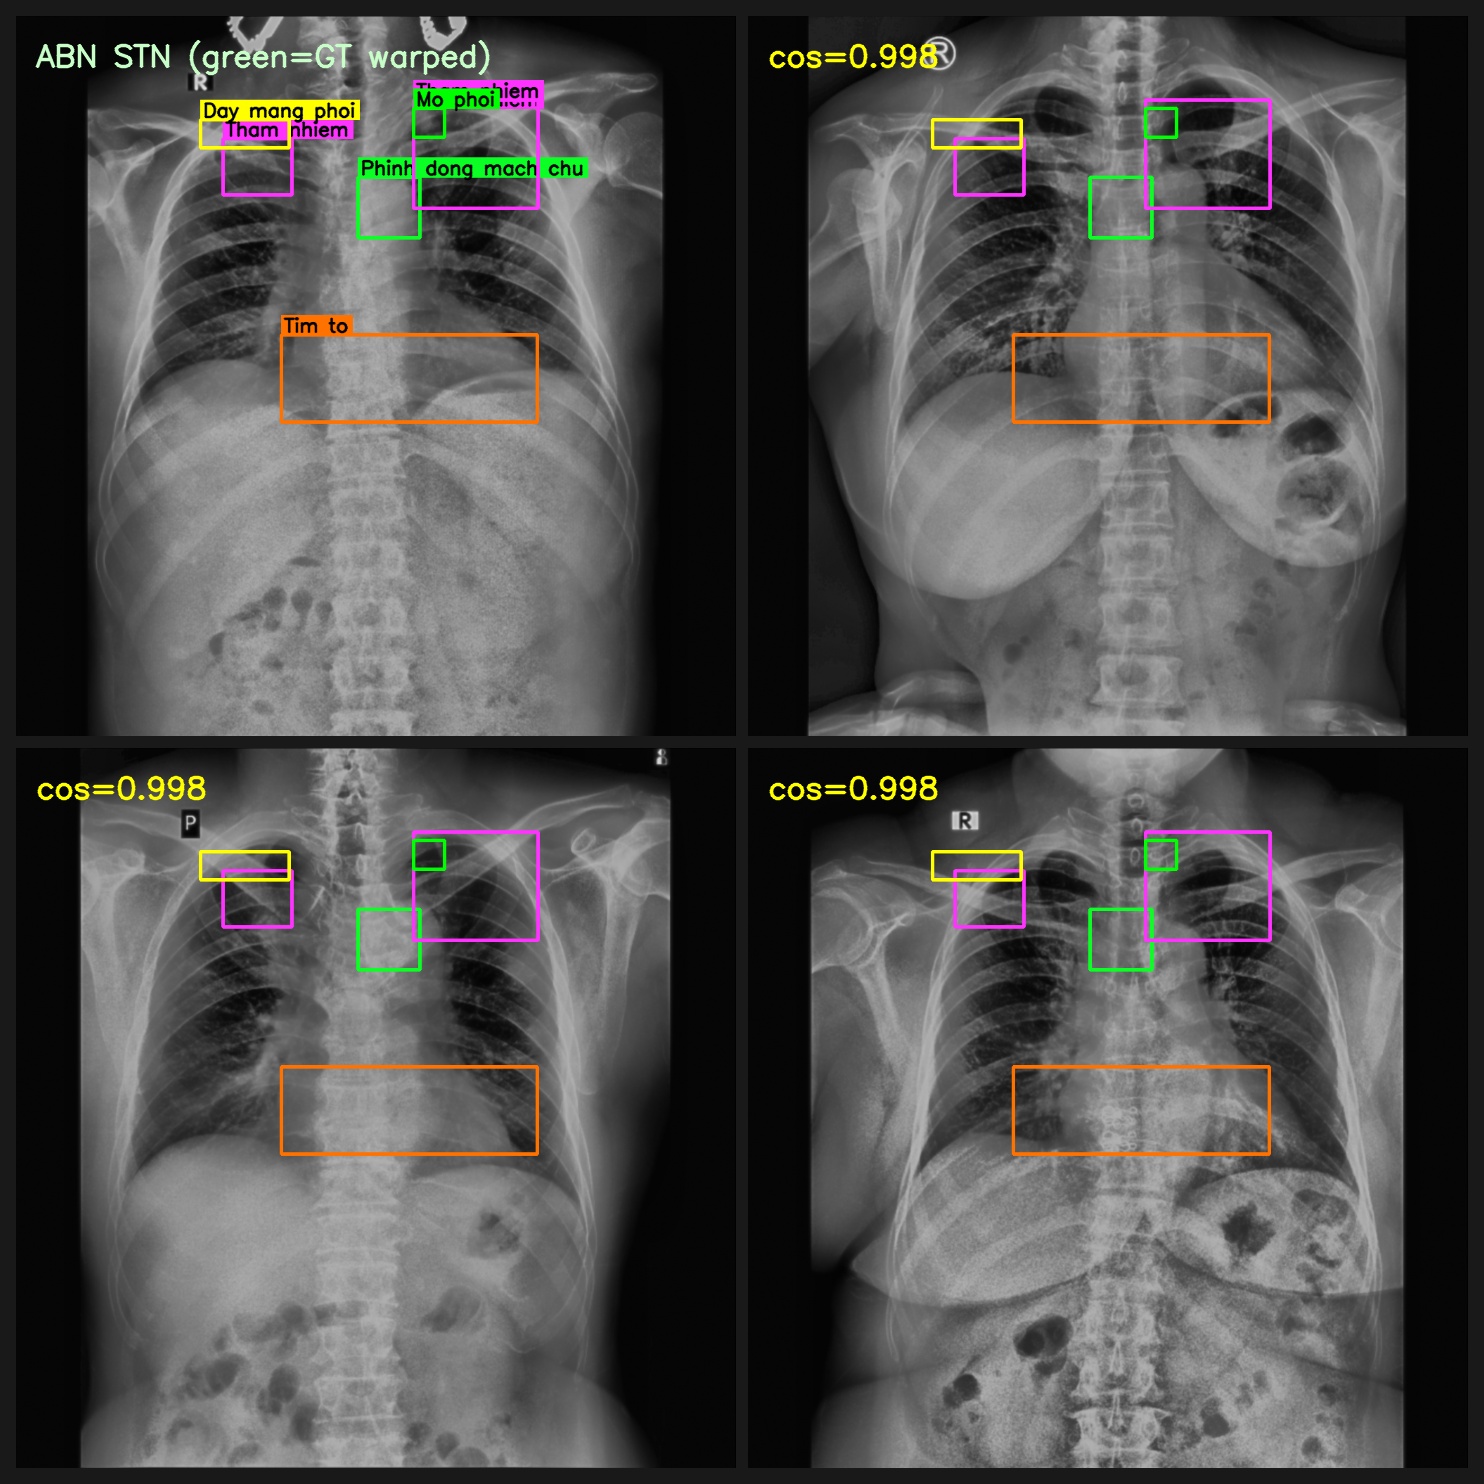 ABN STN (green=GT warped)
R
Day mang phoi
Mo phoi
Tham nhiem
Phinh dong mach chu
Tim to
cos=0.998
R
cos=0.998
P
cos=0.998
R